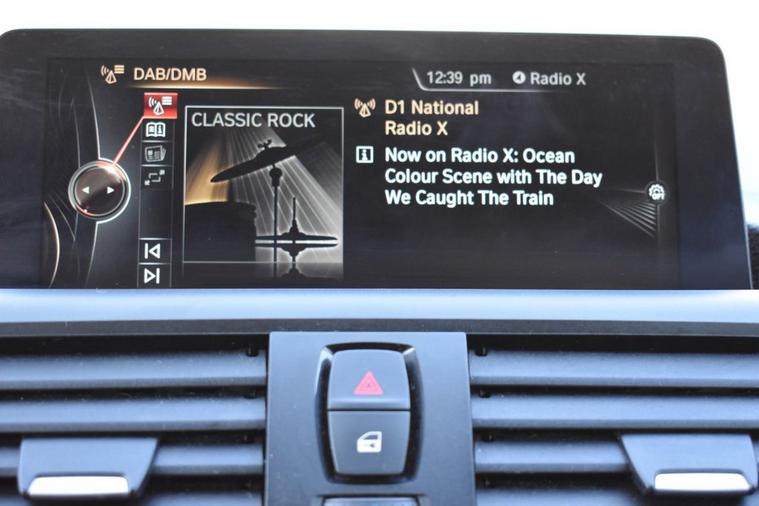 DAB/DMB
12:39 pm
Radio X
CLASSIC ROCK
D1 National
Radio X
Now on Radio X: Ocean
Colour Scene with The Day
We Caught The Train